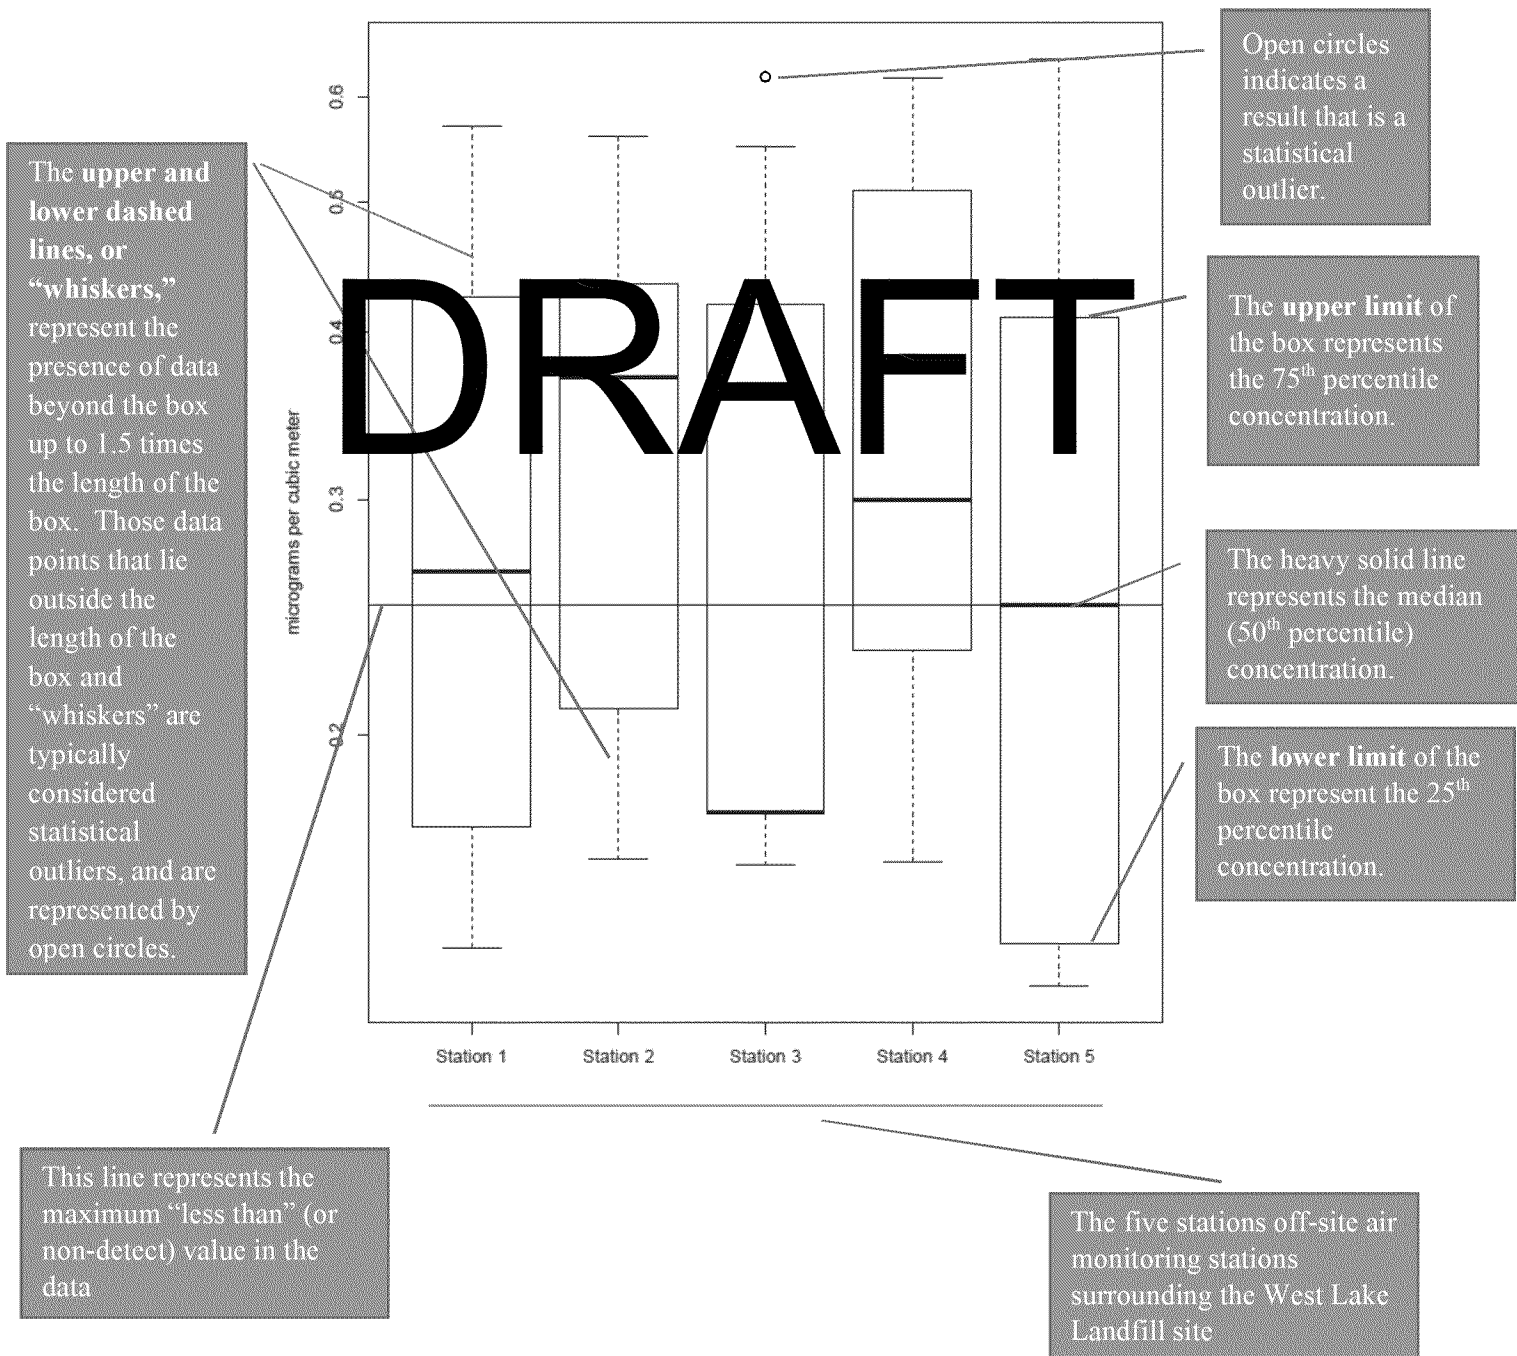 Open circles
indicates a
result that is a
statistical
outlier.
The upper and
lower dashed
lines, or
“whiskers,”
represent the
presence of data
beyond the box
up to 1.5 times
the length of the
box.  Those data
points that lie
outside the
length of the
box and
“whiskers” are
typically
considered
statistical
outliers, and are
represented by
open circles.
0.6
0.5
0.4
0.3
0.2
micrograms per cubic meter
DRAFT
The upper limit of
the box represents
the 75th percentile
concentration.
The heavy solid line
represents the median
(50th percentile)
concentration.
The lower limit of the
box represent the 25th
percentile
concentration.
Station 1 Station 2 Station 3 Station 4 Station 5
This line represents the
maximum “less than” (or
non-detect) value in the
data
The five stations off-site air
monitoring stations
surrounding the West Lake
Landfill site